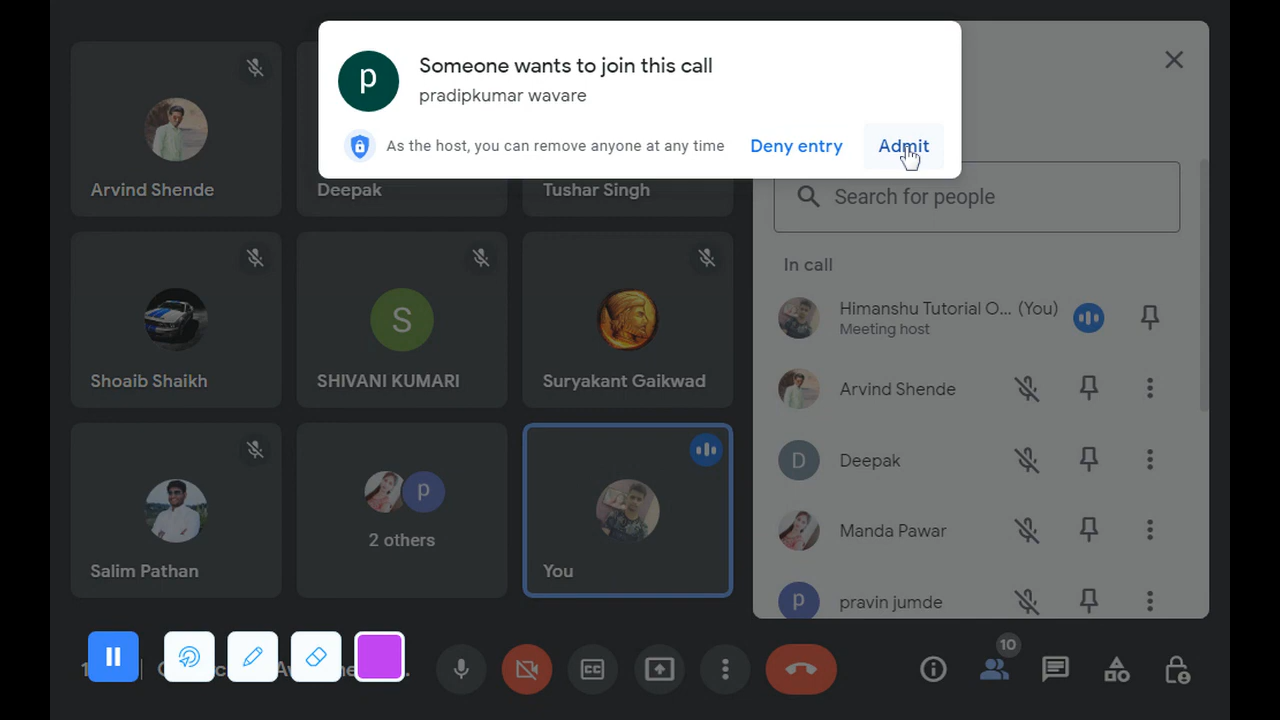 Someone wants to join this call
p
pradipkumar wavare
As the host, you can remove anyone at any time
Deny entry
Admit
Arvind Shende
Deepak
Tushar Singh
Search for people
In call
Himanshu Tutorial O... (You)
Meeting host
S
Shoaib Shaikh
SHIVANI KUMARI
Suryakant Gaikwad
Arvind Shende
D
Deepak
p
2 others
Salim Pathan
You
Manda Pawar
p
pravin jumde
CC
10